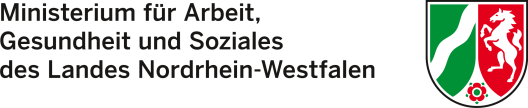 Ministerium für Arbeit,
Gesundheit und Soziales
des Landes Nordrhein-Westfalen